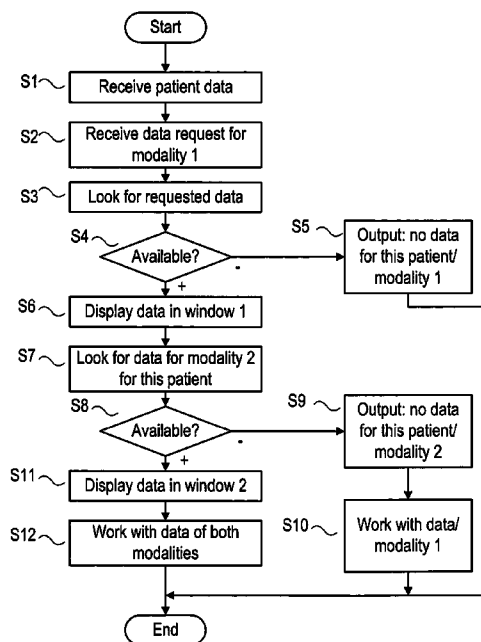 Start
S1
Receive patient data
S2
Receive data request for
modality 1
S3
Look for requested data
S4
Available?
-
+
S5
Output: no data
for this patient/
modality 1
S6
Display data in window 1
S7
Look for data for modality 2
for this patient
S8
Available?
-
+
S9
Output: no data
for this patient/
modality 2
S11
Display data in window 2
S10
Work with data/
modality 1
S12
Work with data of both
modalities
End